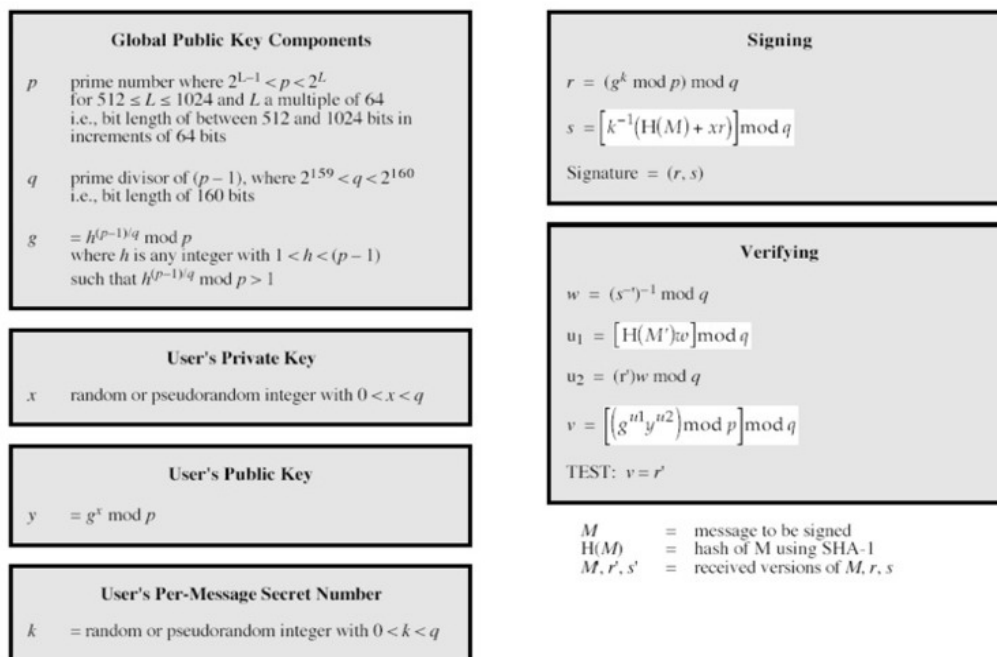 Global Public Key Components
p prime number where 2^{L–1} < p < 2^L
for 512 ≤ L ≤ 1024 and L a multiple of 64
i.e., bit length of between 512 and 1024 bits in
increments of 64 bits
q prime divisor of (p – 1), where 2^{159} < q < 2^{160}
i.e., bit length of 160 bits
g = h^{(p–1)/q} mod p
where h is any integer with 1 < h < (p – 1)
such that h^{(p–1)/q} mod p > 1
User's Private Key
x random or pseudorandom integer with 0 < x < q
User's Public Key
y = g^x mod p
User's Per-Message Secret Number
k = random or pseudorandom integer with 0 < k < q
Signing
r = (g^k mod p) mod q
s = [k^{–1}(H(M) + xr)] mod q
Signature = (r, s)
Verifying
w = (s')^{–1} mod q
u_1 = [H(M')w] mod q
u_2 = (r')w mod q
v = [(g^{u1} y^{u2}) mod p] mod q
TEST: v = r'
M = message to be signed
H(M) = hash of M using SHA-1
M', r', s' = received versions of M, r, s